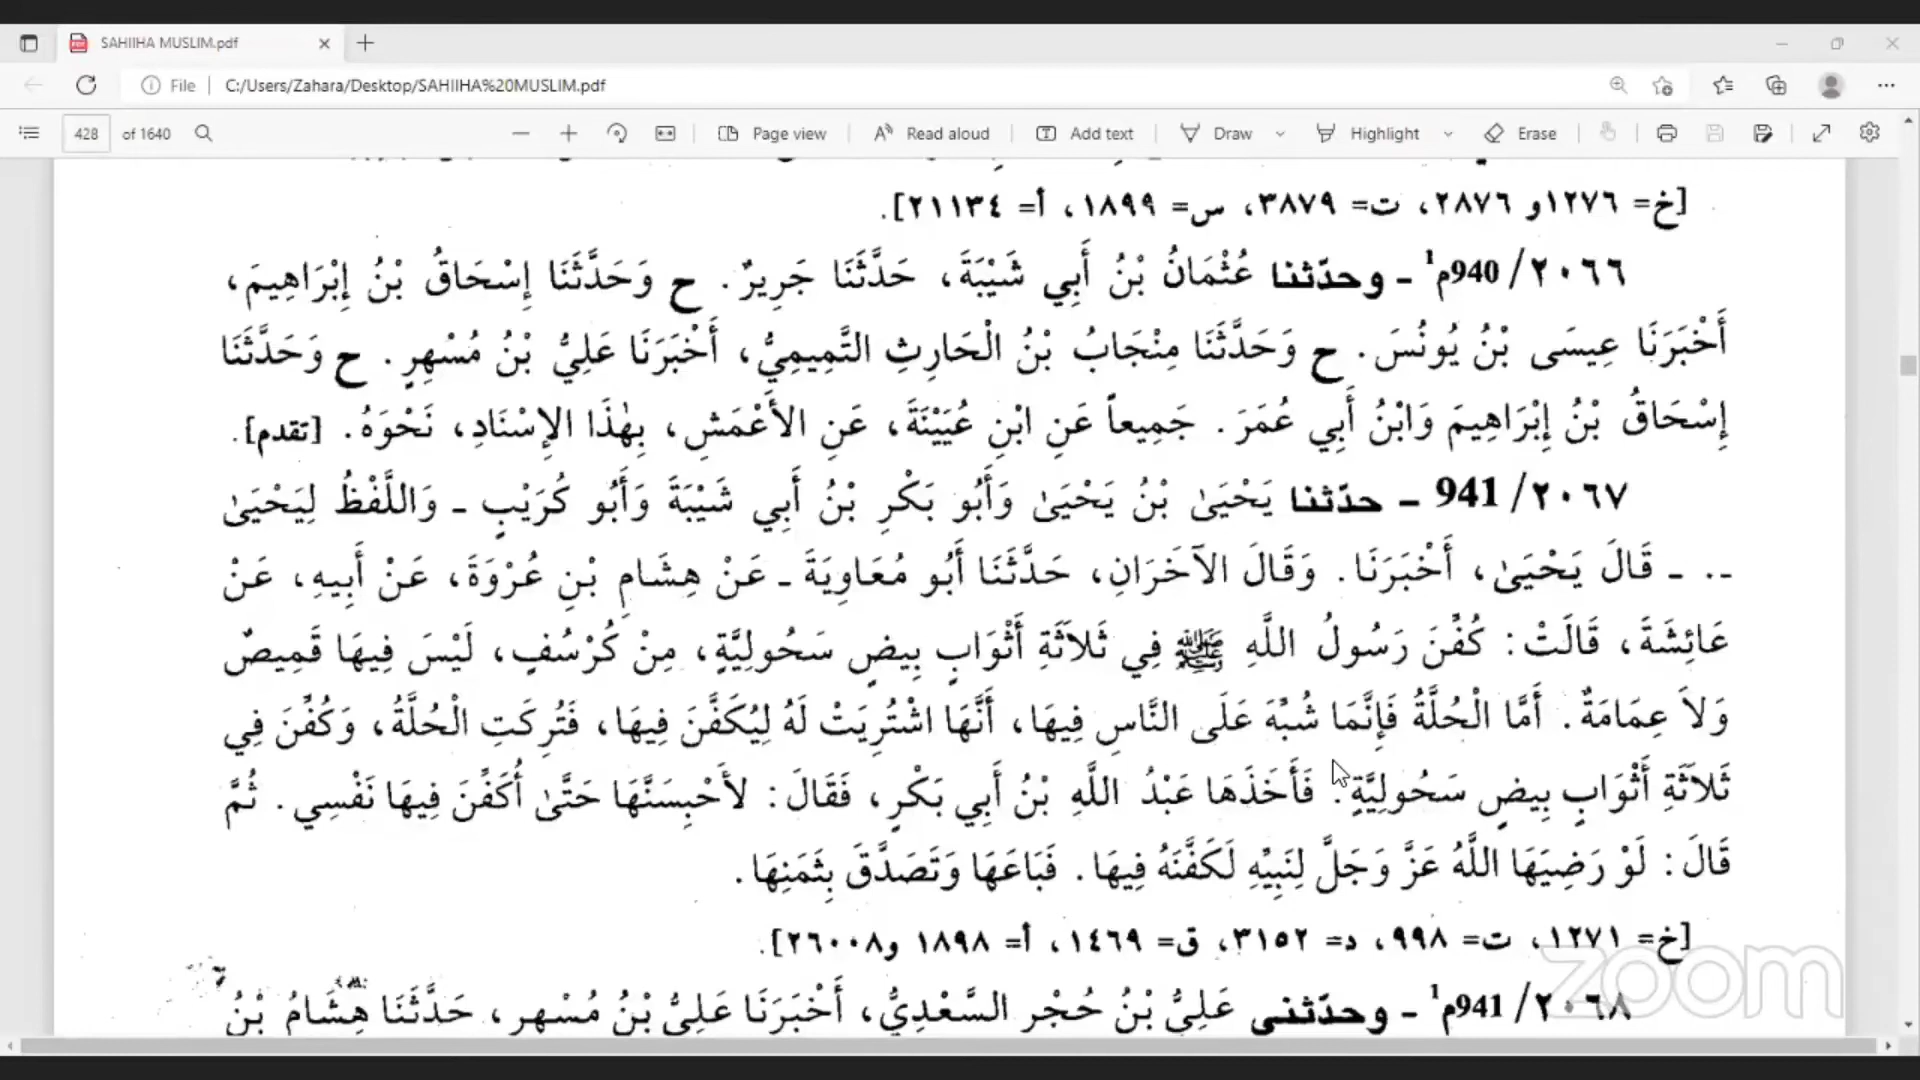 SAHIIHA MUSLIM.pdf
File
C:/Users/Zahara/Desktop/SAHIIHA%20MUSLIM.pdf
428 of 1640
Page view
Read aloud
Add text
Draw
Highlight
Erase
[خ= ١٢٧٦و ٢٨٧٦، ت= ٣٨٧٩، س= ١٨٩٩، أ= ٢١١٣٤].
٢٠٦٦/ 940م1 - وحدّثنا عُثْمَانُ بْنُ أَبِي شَيْبَةَ، حَدَّثَنَا جَرِيرٌ. ح وَحَدَّثَنَا إِسْحَاقُ بْنُ إِبْرَاهِيمَ،
أَخْبَرَنَا عِيسَى بْنُ يُونُسَ. ح وَحَدَّثَنَا مِنْجَابُ بْنُ الْحَارِثِ التَّمِيمِيُّ، أَخْبَرَنَا عَلِيُّ بْنُ مُسْهِرٍ. ح وَحَدَّثَنَا
إِسْحَاقُ بْنُ إِبْرَاهِيمَ وَابْنُ أَبِي عُمَرَ. جَمِيعاً عَنِ ابْنِ عُيَيْنَةَ، عَنِ الأَعْمَشِ، بِهٰذَا الإِسْنَادِ، نَحْوَهُ. [تقدم].
٢٠٦٧/ 941 - حدّثنا يَحْيَىٰ بْنُ يَحْيَىٰ وَأَبُو بَكْرِ بْنُ أَبِي شَيْبَةَ وَأَبُو كُرَيْبٍ - وَاللَّفْظُ لِيَحْيَىٰ
-. - قَالَ يَحْيَىٰ، أَخْبَرَنَا. وَقَالَ الآخَرَانِ، حَدَّثَنَا أَبُو مُعَاوِيَةَ - عَنْ هِشَامِ بْنِ عُرْوَةَ، عَنْ أَبِيهِ، عَنْ
عَائِشَةَ، قَالَتْ: كُفِّنَ رَسُولُ اللَّهِ ﷺ فِي ثَلاَثَةِ أَثْوَابٍ بِيضٍ سَحُولِيَّةٍ، مِنْ كُرْسُفٍ، لَيْسَ فِيهَا قَمِيصٌ
وَلاَ عِمَامَةٌ. أَمَّا الْحُلَّةُ فَإِنَّمَا شُبِّهَ عَلَى النَّاسِ فِيهَا، أَنَّهَا اشْتُرِيَتْ لَهُ لِيُكَفَّنَ فِيهَا، فَتُرِكَتِ الْحُلَّةُ، وَكُفِّنَ فِي
ثَلاَثَةِ أَثْوَابٍ بِيضٍ سَحُولِيَّةٍ. فَأَخَذَهَا عَبْدُ اللَّهِ بْنُ أَبِي بَكْرٍ، فَقَالَ: لأَحْبِسَنَّهَا حَتَّىٰ أُكَفِّنَ فِيهَا نَفْسِي. ثُمَّ
قَالَ: لَوْ رَضِيَهَا اللَّهُ عَزَّ وَجَلَّ لِنَبِيِّهِ لَكَفَّنَهُ فِيهَا. فَبَاعَهَا وَتَصَدَّقَ بِثَمَنِهَا.
[خ= ١٢٧١، ت= ٩٩٨، د= ٣١٥٢، ق= ١٤٦٩، أ= ١٨٩٨ و٢٦٠٠٨].
٢٠٦٨/ 941م1 - وحدّثني عَلِيُّ بْنُ حُجْرٍ السَّعْدِيُّ، أَخْبَرَنَا عَلِيُّ بْنُ مُسْهِرٍ، حَدَّثَنَا هِشَامُ بْنُ
zoom